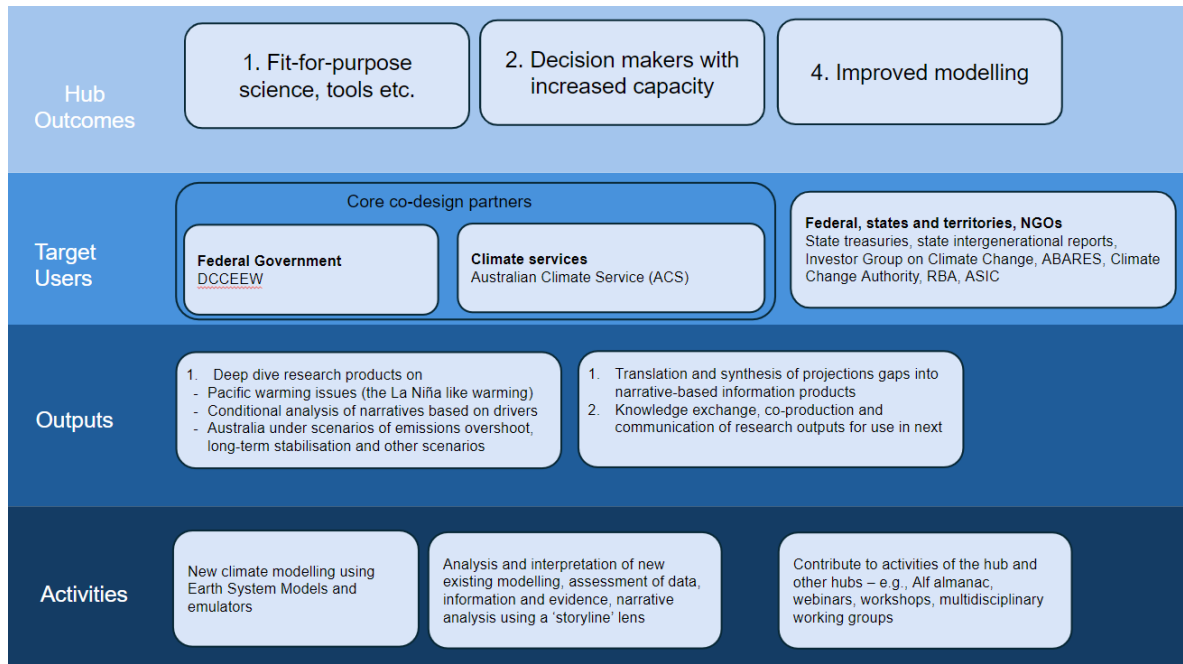 Hub
Outcomes
1. Fit-for-purpose
science, tools etc.
2. Decision makers with
increased capacity
4. Improved modelling
Target
Users
Core co-design partners
Federal Government
DCCEEW
Climate services
Australian Climate Service (ACS)
Federal, states and territories, NGOs
State treasuries, state intergenerational reports,
Investor Group on Climate Change, ABARES, Climate
Change Authority, RBA, ASIC
Outputs
1. Deep dive research products on
- Pacific warming issues (the La Niña like warming)
- Conditional analysis of narratives based on drivers
- Australia under scenarios of emissions overshoot,
long-term stabilisation and other scenarios
1. Translation and synthesis of projections gaps into
narrative-based information products
2. Knowledge exchange, co-production and
communication of research outputs for use in next
Activities
New climate modelling using
Earth System Models and
emulators
Analysis and interpretation of new
existing modelling, assessment of data,
information and evidence, narrative
analysis using a ‘storyline’ lens
Contribute to activities of the hub and
other hubs – e.g., Alf almanac,
webinars, workshops, multidisciplinary
working groups